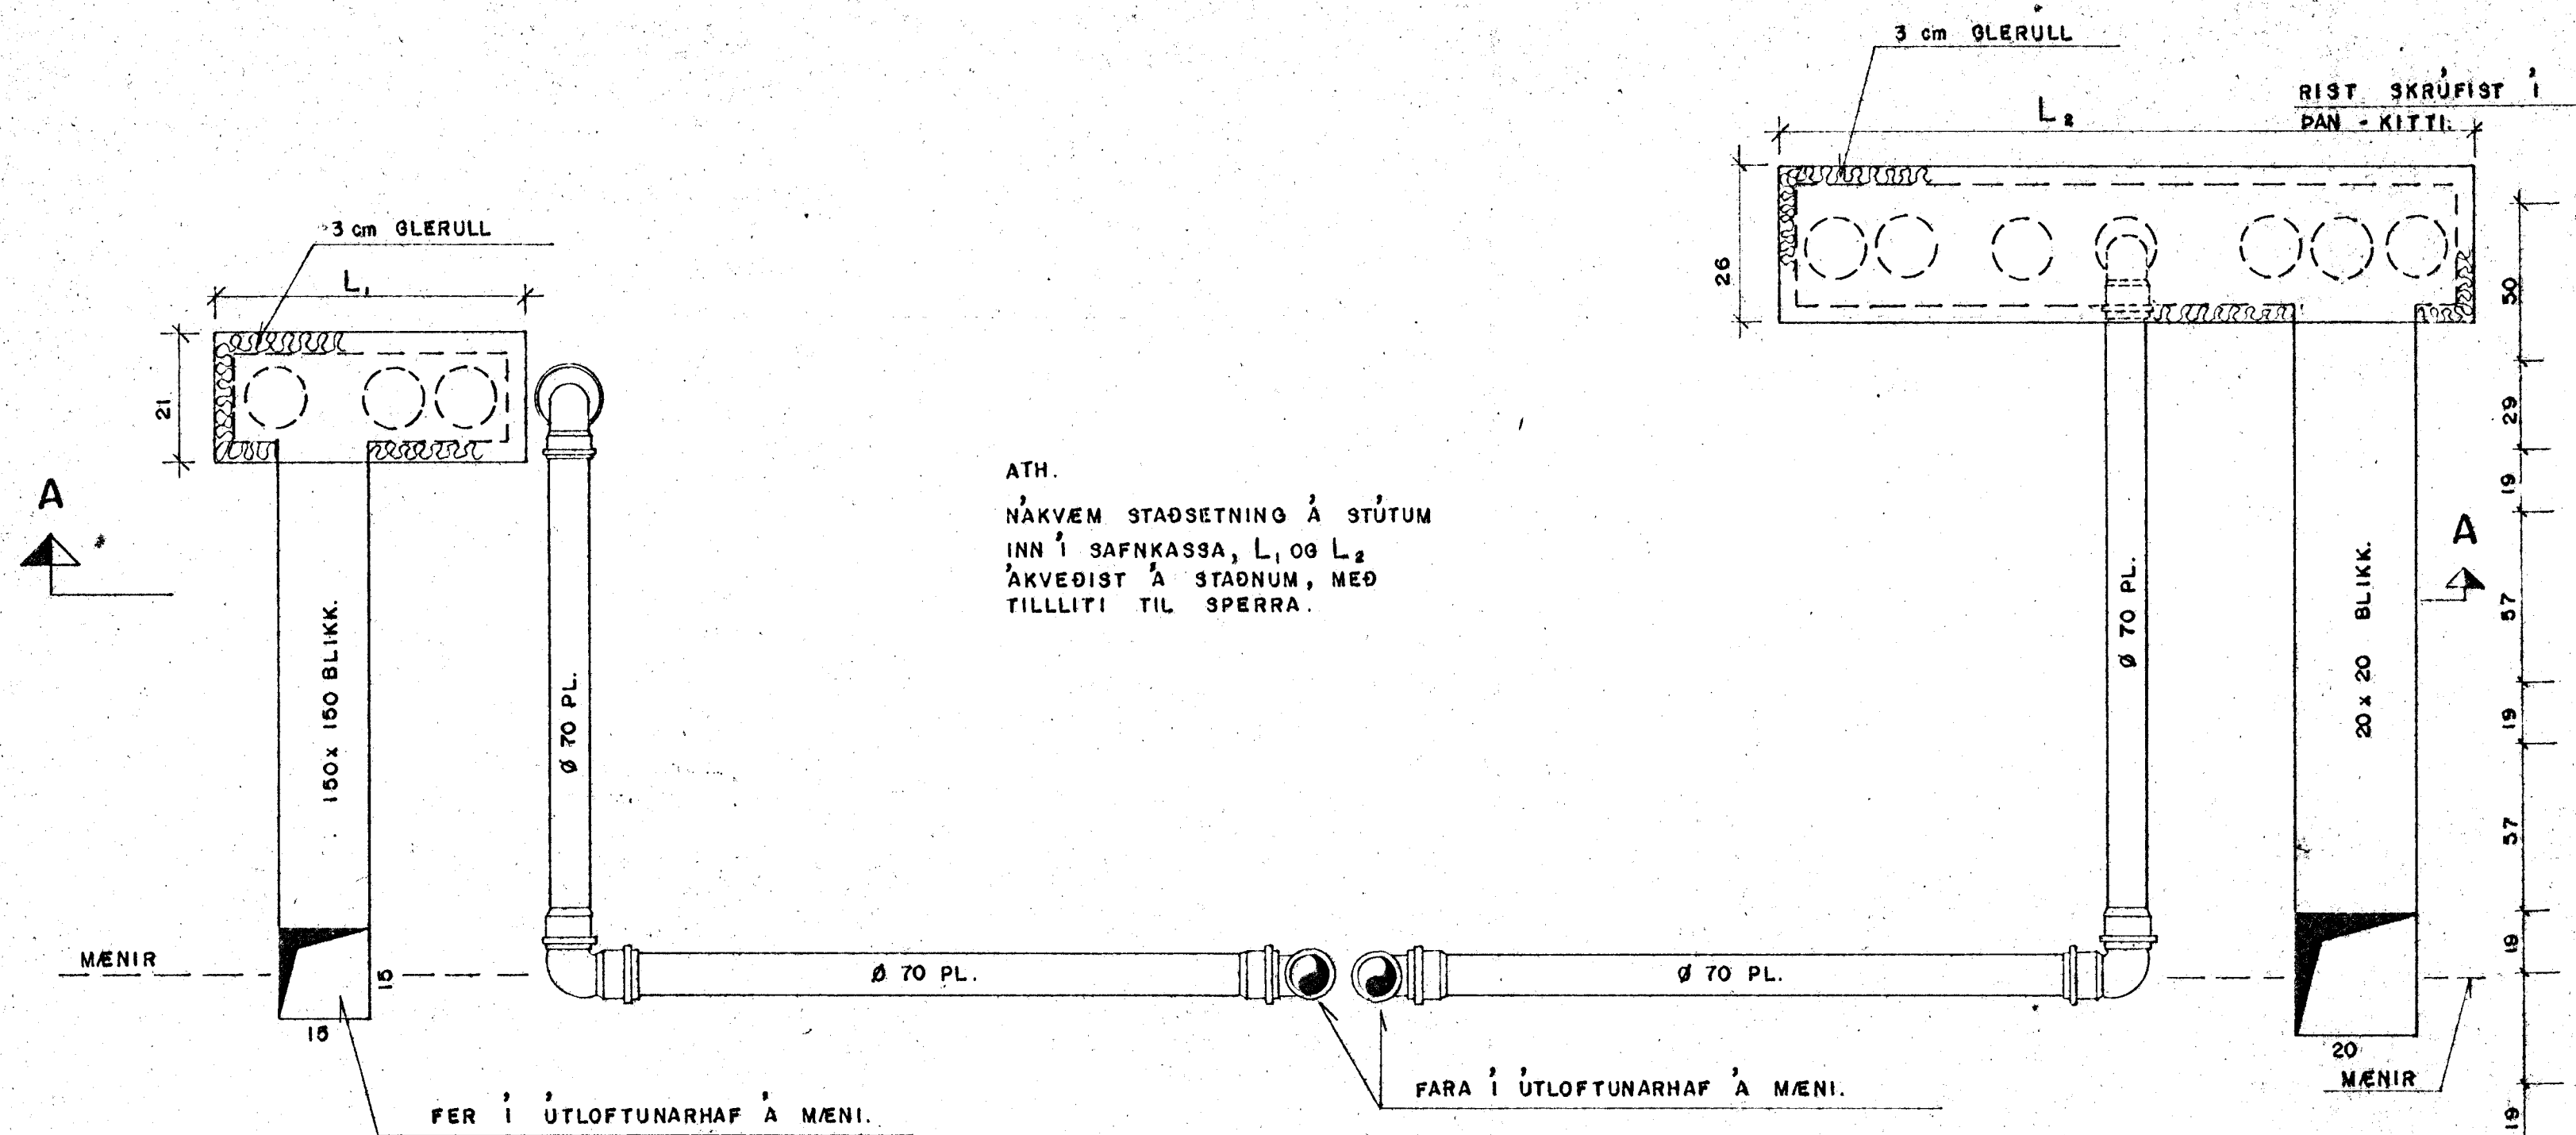 3 cm GLERULL
RIST SKRÚFIST Í
ÞAN - KITTI.
L₂
26
3 cm GLERULL
L₁
21
50
29
19
57
19
57
19
19
A
A
ATH.
NÁKVÆM STAÐSETNING Á STÚTUM
INN Í SAFNKASSA, L₁ OG L₂
ÁKVEÐIST Á STAÐNUM, MEÐ
TILLLITI TIL SPERRA.
150 x 150 BLIKK.
Ø 70 PL.
Ø 70 PL.
20 x 20 BLIKK.
MÆNIR
15
15
Ø 70 PL.
Ø 70 PL.
20
MÆNIR
FER Í ÚTLOFTUNARHAF Á MÆNI.
FARA Í ÚTLOFTUNARHAF Á MÆNI.